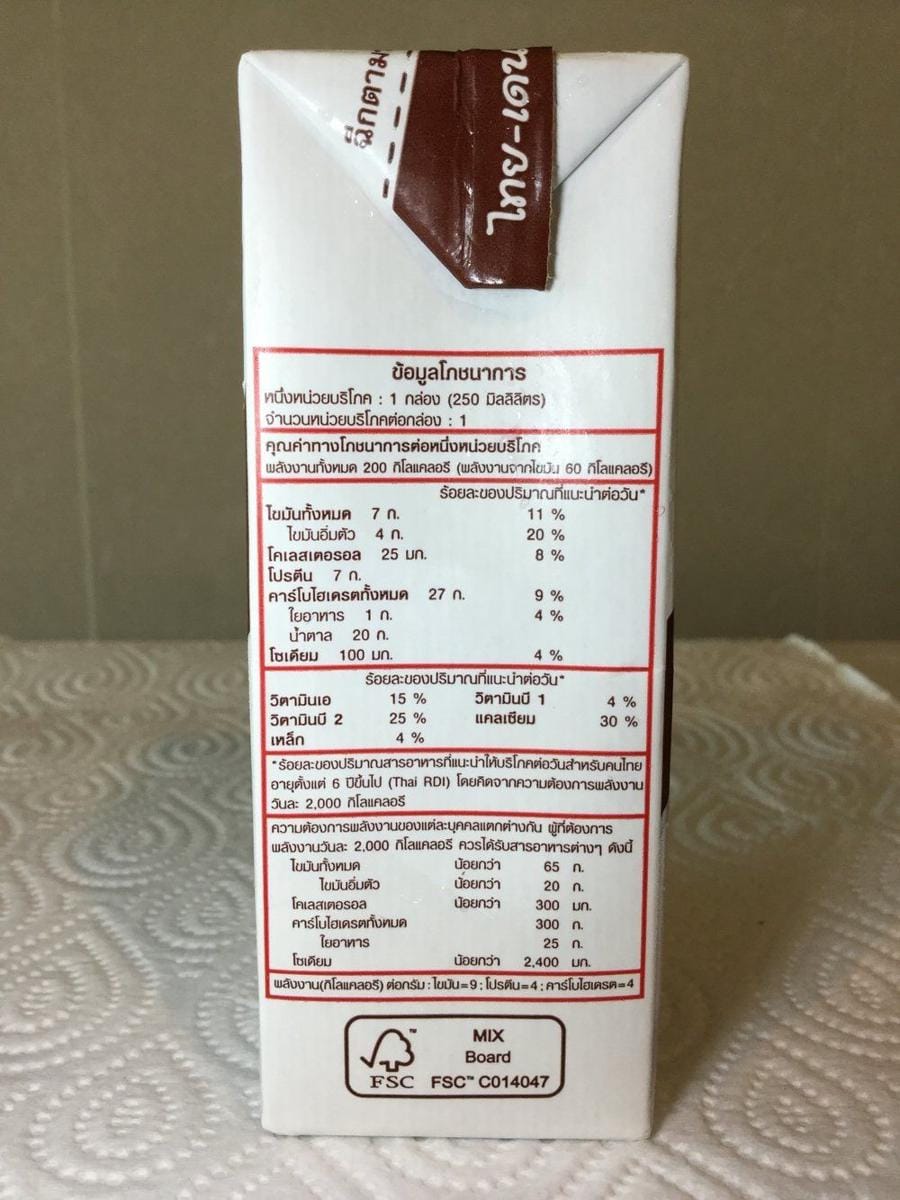 ฉีกตาม
ไทย-เดน
ข้อมูลโภชนาการ
หนึ่งหน่วยบริโภค : 1 กล่อง (250 มิลลิลิตร)
จำนวนหน่วยบริโภคต่อกล่อง : 1
คุณค่าทางโภชนาการต่อหนึ่งหน่วยบริโภค
พลังงานทั้งหมด 200 กิโลแคลอรี (พลังงานจากไขมัน 60 กิโลแคลอรี)
ร้อยละของปริมาณที่แนะนำต่อวัน*
ไขมันทั้งหมด 7 ก. 11 %
ไขมันอิ่มตัว 4 ก. 20 %
โคเลสเตอรอล 25 มก. 8 %
โปรตีน 7 ก.
คาร์โบไฮเดรตทั้งหมด 27 ก. 9 %
ใยอาหาร 1 ก. 4 %
น้ำตาล 20 ก.
โซเดียม 100 มก. 4 %
ร้อยละของปริมาณที่แนะนำต่อวัน*
วิตามินเอ 15 % วิตามินบี 1 4 %
วิตามินบี 2 25 % แคลเซียม 30 %
เหล็ก 4 %
*ร้อยละของปริมาณสารอาหารที่แนะนำให้บริโภคต่อวันสำหรับคนไทย
อายุตั้งแต่ 6 ปีขึ้นไป (Thai RDI) โดยคิดจากความต้องการพลังงาน
วันละ 2,000 กิโลแคลอรี
ความต้องการพลังงานของแต่ละบุคคลแตกต่างกัน ผู้ที่ต้องการ
พลังงานวันละ 2,000 กิโลแคลอรี ควรได้รับสารอาหารต่างๆ ดังนี้
ไขมันทั้งหมด น้อยกว่า 65 ก.
ไขมันอิ่มตัว น้อยกว่า 20 ก.
โคเลสเตอรอล น้อยกว่า 300 มก.
คาร์โบไฮเดรตทั้งหมด 300 ก.
ใยอาหาร 25 ก.
โซเดียม น้อยกว่า 2,400 มก.
พลังงาน(กิโลแคลอรี) ต่อกรัม : ไขมัน=9 ; โปรตีน=4 ; คาร์โบไฮเดรต=4
MIX
Board
FSC FSC™ C014047